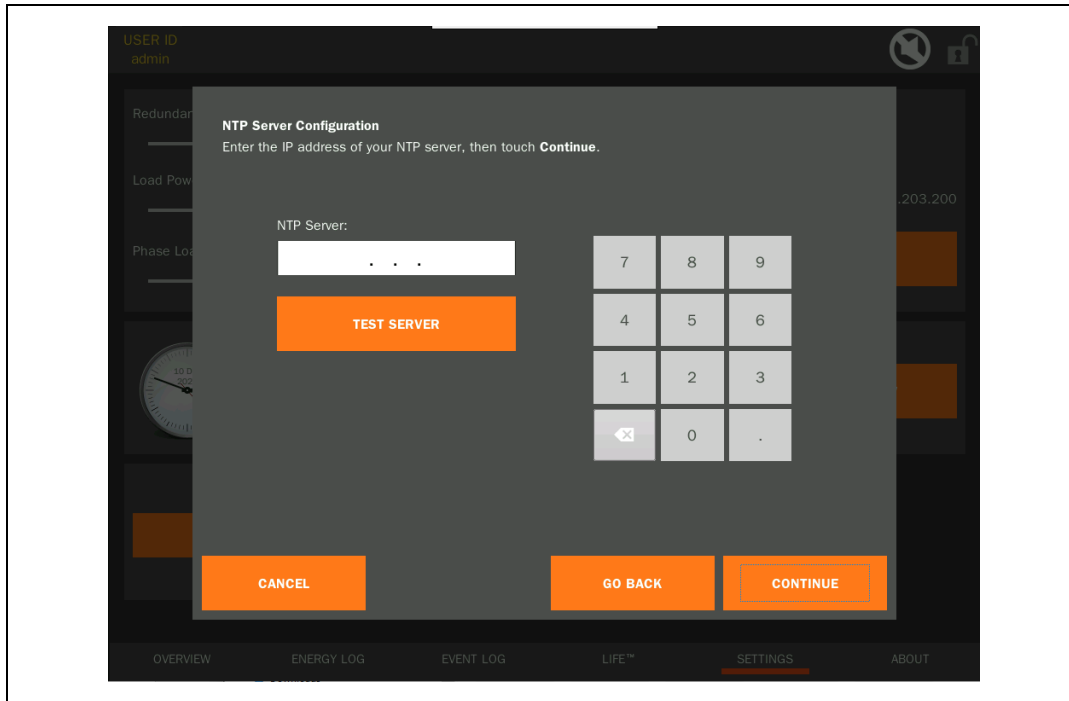 USER ID
admin
Redundan
NTP Server Configuration
Enter the IP address of your NTP server, then touch Continue.
Load Pow
.203.200
NTP Server:
Phase Loa
. . .
7 8 9
TEST SERVER
4 5 6
10 D
202
1 2 3
0 .
CANCEL
GO BACK
CONTINUE
OVERVIEW
ENERGY LOG
EVENT LOG
LIFE™
SETTINGS
ABOUT